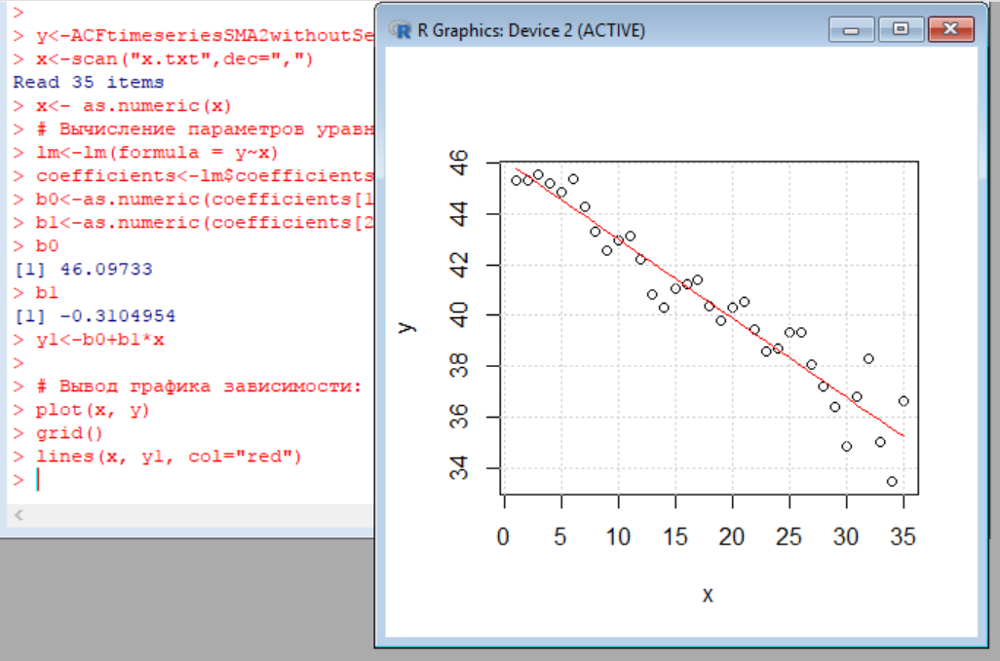 >
> y<-ACFtimeseriesSMA2withoutSe
> x<-scan("x.txt",dec=",")
Read 35 items
> x<- as.numeric(x)
> # Вычисление параметров уравн
> lm<-lm(formula = y~x)
> coefficients<-lm$coefficients
> b0<-as.numeric(coefficients[1
> b1<-as.numeric(coefficients[2
> b0
[1] 46.09733
> b1
[1] -0.3104954
> y1<-b0+b1*x
>
> # Вывод графика зависимости:
> plot(x, y)
> grid()
> lines(x, y1, col="red")
>
R Graphics: Device 2 (ACTIVE)
46
44
42
40
38
36
34
y
0 5 10 15 20 25 30 35
x